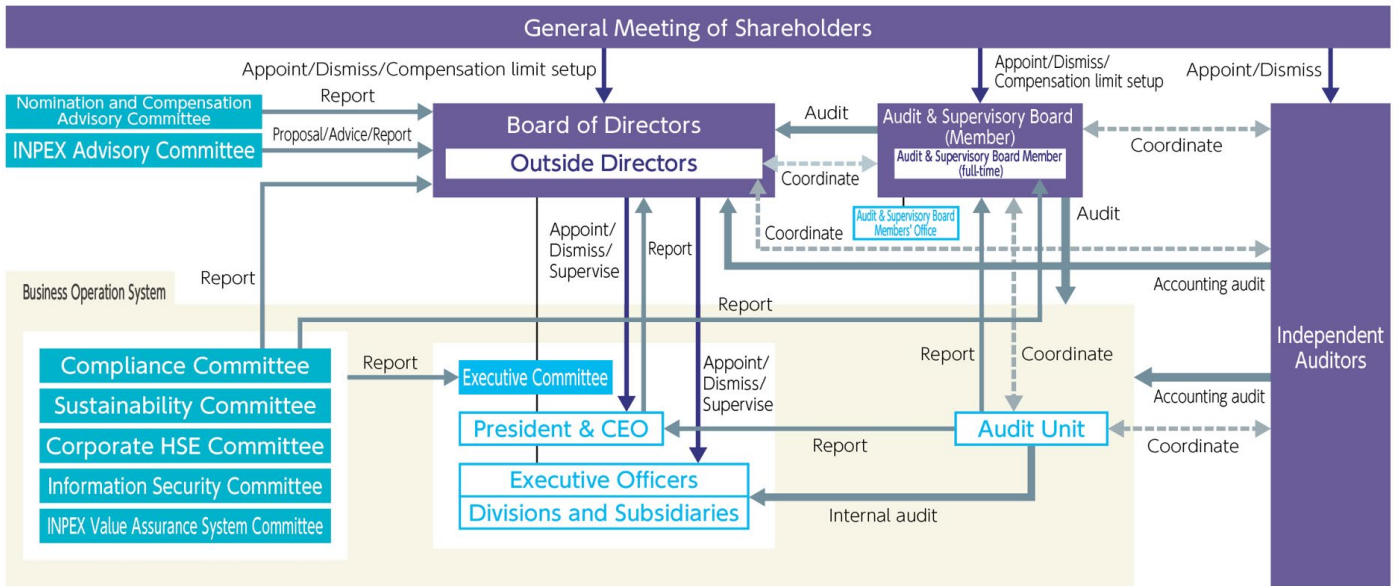 General Meeting of Shareholders
Appoint/Dismiss/Compensation limit setup
Appoint/Dismiss/
Compensation limit setup
Appoint/Dismiss
Nomination and Compensation
Advisory Committee
Report
INPEX Advisory Committee
Proposal/Advice/Report
Board of Directors
Outside Directors
Audit
Coordinate
Audit & Supervisory Board
(Member)
Audit & Supervisory Board Member
(full-time)
Coordinate
Audit & Supervisory Board
Members' Office
Audit
Coordinate
Accounting audit
Report
Appoint/
Dismiss/
Supervise
Report
Business Operation System
Report
Compliance Committee
Sustainability Committee
Corporate HSE Committee
Information Security Committee
INPEX Value Assurance System Committee
Report
Executive Committee
Appoint/
Dismiss/
Supervise
President & CEO
Report
Executive Officers
Divisions and Subsidiaries
Internal audit
Report
Coordinate
Audit Unit
Accounting audit
Coordinate
Independent
Auditors